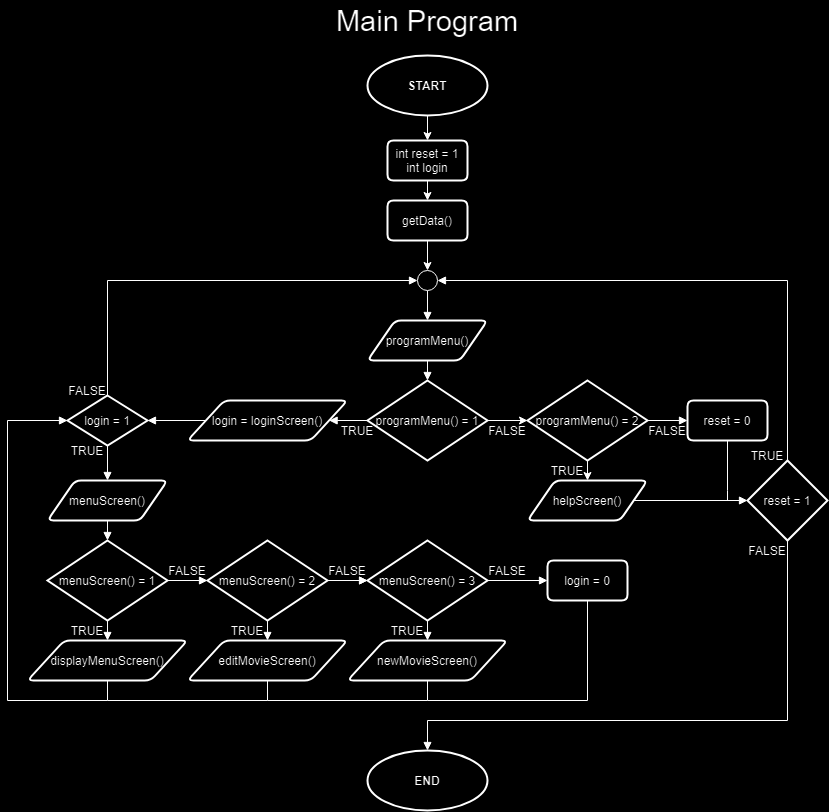 Main Program
START
int reset = 1
int login
getData()
programMenu()
FALSE
login = 1
login = loginScreen()
TRUE
programMenu() = 1
FALSE
programMenu() = 2
FALSE
reset = 0
TRUE
TRUE
TRUE
menuScreen()
helpScreen()
reset = 1
FALSE
menuScreen() = 1
FALSE
menuScreen() = 2
FALSE
menuScreen() = 3
FALSE
login = 0
TRUE
TRUE
TRUE
displayMenuScreen()
editMovieScreen()
newMovieScreen()
END